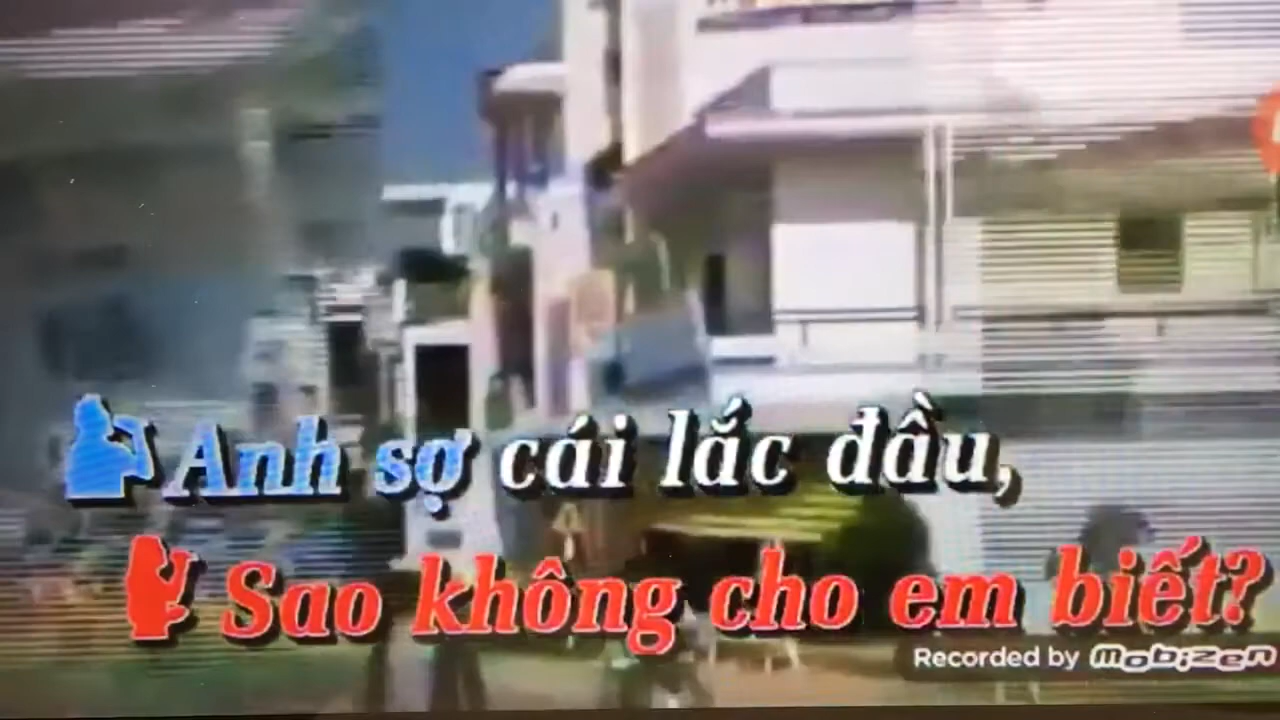 Anh sợ cái lắc đầu,
Sao không cho em biết?
Recorded by mobizen